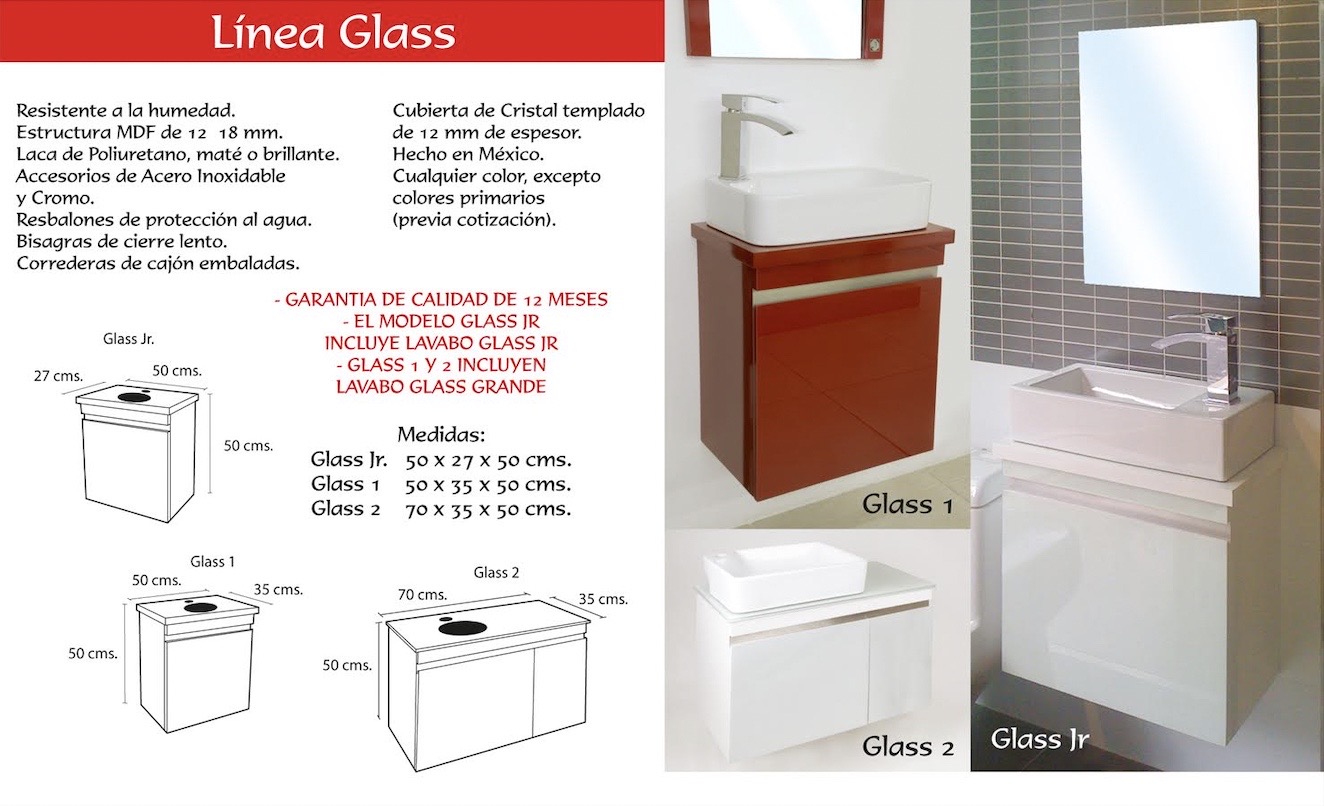 Línea Glass
Resistente a la humedad.
Estructura MDF de 12 18 mm.
Laca de Poliuretano, maté o brillante.
Accesorios de Acero Inoxidable
y Cromo.
Resbalones de protección al agua.
Bisagras de cierre lento.
Correderas de cajón embaladas.
Cubierta de Cristal templado
de 12 mm de espesor.
Hecho en México.
Cualquier color, excepto
colores primarios
(previa cotización).
- GARANTIA DE CALIDAD DE 12 MESES
- EL MODELO GLASS JR
INCLUYE LAVABO GLASS JR
- GLASS 1 Y 2 INCLUYEN
LAVABO GLASS GRANDE
Glass Jr.
27 cms.
50 cms.
50 cms.
Medidas:
Glass Jr. 50 x 27 x 50 cms.
Glass 1 50 x 35 x 50 cms.
Glass 2 70 x 35 x 50 cms.
Glass 1
50 cms.
35 cms.
50 cms.
Glass 2
70 cms.
35 cms.
50 cms.
Glass 1
Glass 2
Glass Jr